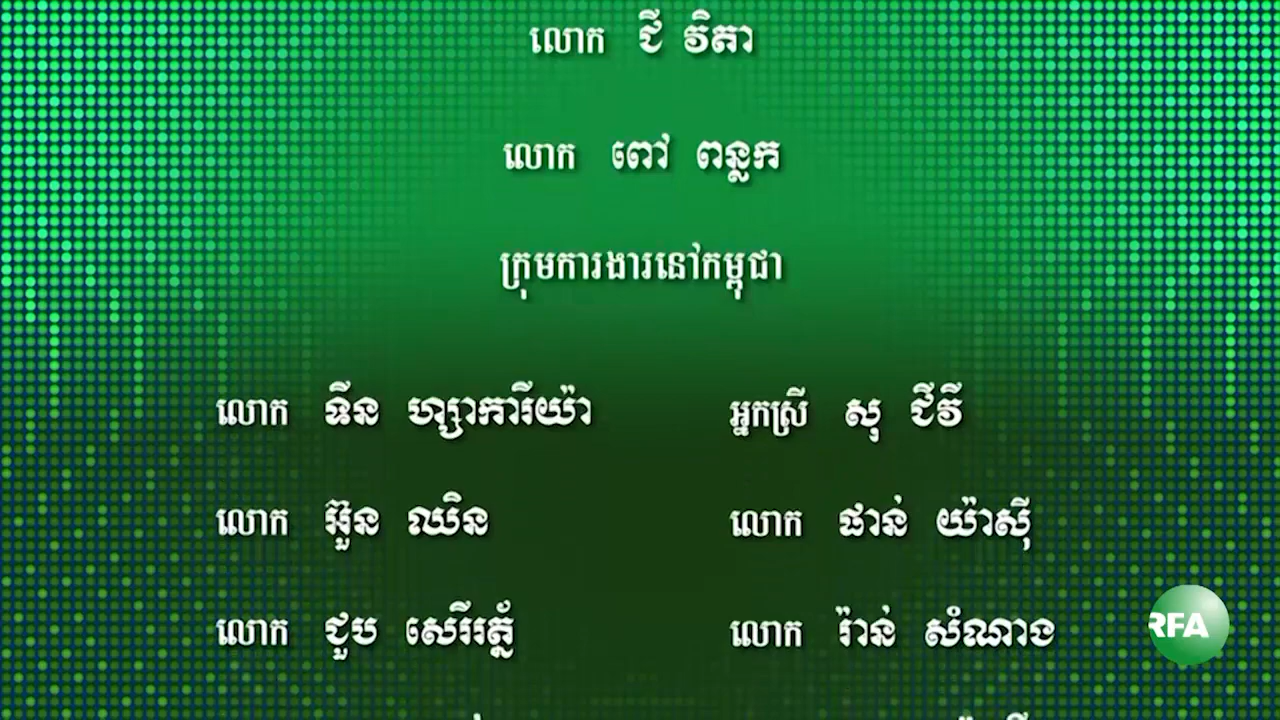 លោក ជី វិតា
លោក ពៅ ពន្លក
ក្រុមការងារនៅកម្ពុជា
លោក ទីន ហ្សាការីយ៉ា
អ្នកស្រី សុ ជីវី
លោក អ៊ួន ឈិន
លោក ផាន់ យ៉ាស៊ី
លោក ជួប សេរីរត្ន័
លោក រ៉ាន់ សំណាង
RFA